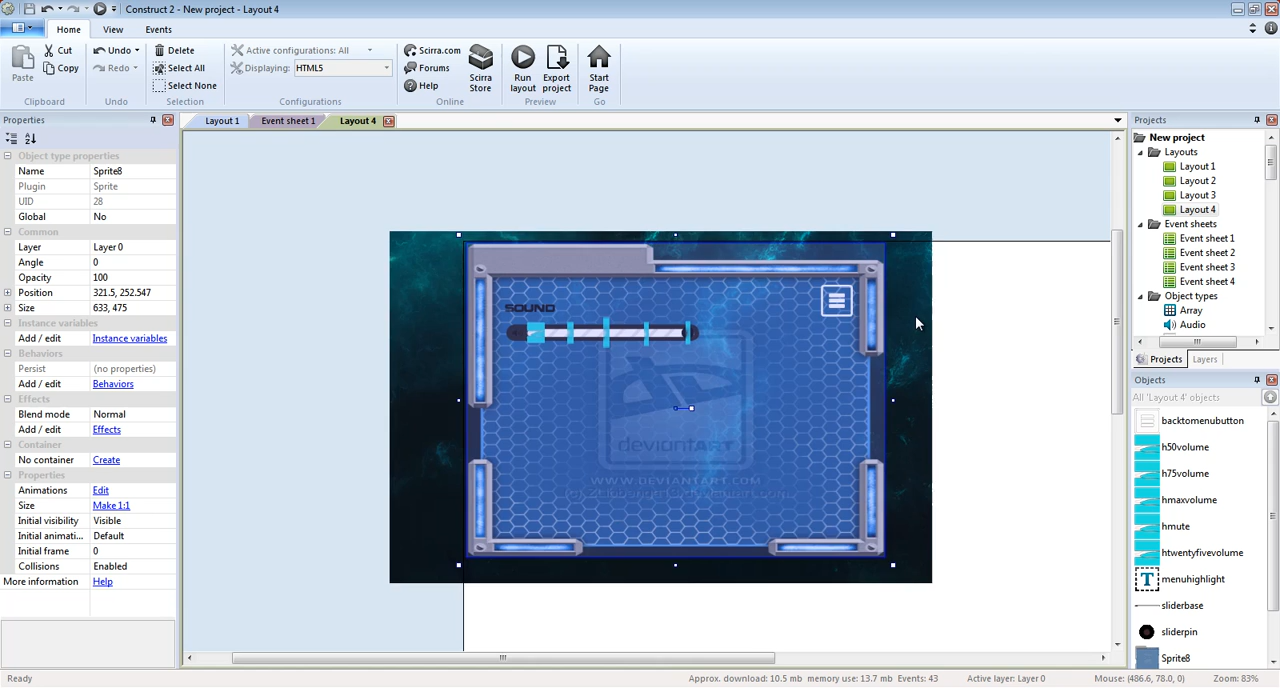 Construct 2 - New project - Layout 4
Home View Events
Paste Cut Copy Clipboard
Undo Redo Undo
Delete Select All Select None Selection
Active configurations: All
Displaying: HTML5
Configurations
Scirra.com Forums Help Scirra Store Online
Run layout Export project Preview
Start Page Go
Properties
Layout 1 Event sheet 1 Layout 4
Object type properties
Name Sprite8
Plugin Sprite
UID 28
Global No
Common
Layer Layer 0
Angle 0
Opacity 100
Position 321.5, 252.547
Size 633, 475
Instance variables
Add / edit Instance variables
Behaviors
Persist (no properties)
Add / edit Behaviors
Effects
Blend mode Normal
Add / edit Effects
Container
No container Create
Properties
Animations Edit
Size Make 1:1
Initial visibility Visible
Initial animati... Default
Initial frame 0
Collisions Enabled
More information Help
SOUND
deviantART
WWW.DEVIANTART.COM
Projects
New project
Layouts
Layout 1
Layout 2
Layout 3
Layout 4
Event sheets
Event sheet 1
Event sheet 2
Event sheet 3
Event sheet 4
Object types
Array
Audio
Projects Layers
Objects
All 'Layout 4' objects
backtomenubutton
h50volume
h75volume
hmaxvolume
hmute
htwentyfivevolume
T menuhighlight
sliderbase
sliderpin
Sprite8
Ready Approx. download: 10.5 mb memory use: 13.7 mb Events: 43 Active layer: Layer 0 Mouse: (486.6, 78.0, 0) Zoom: 83%